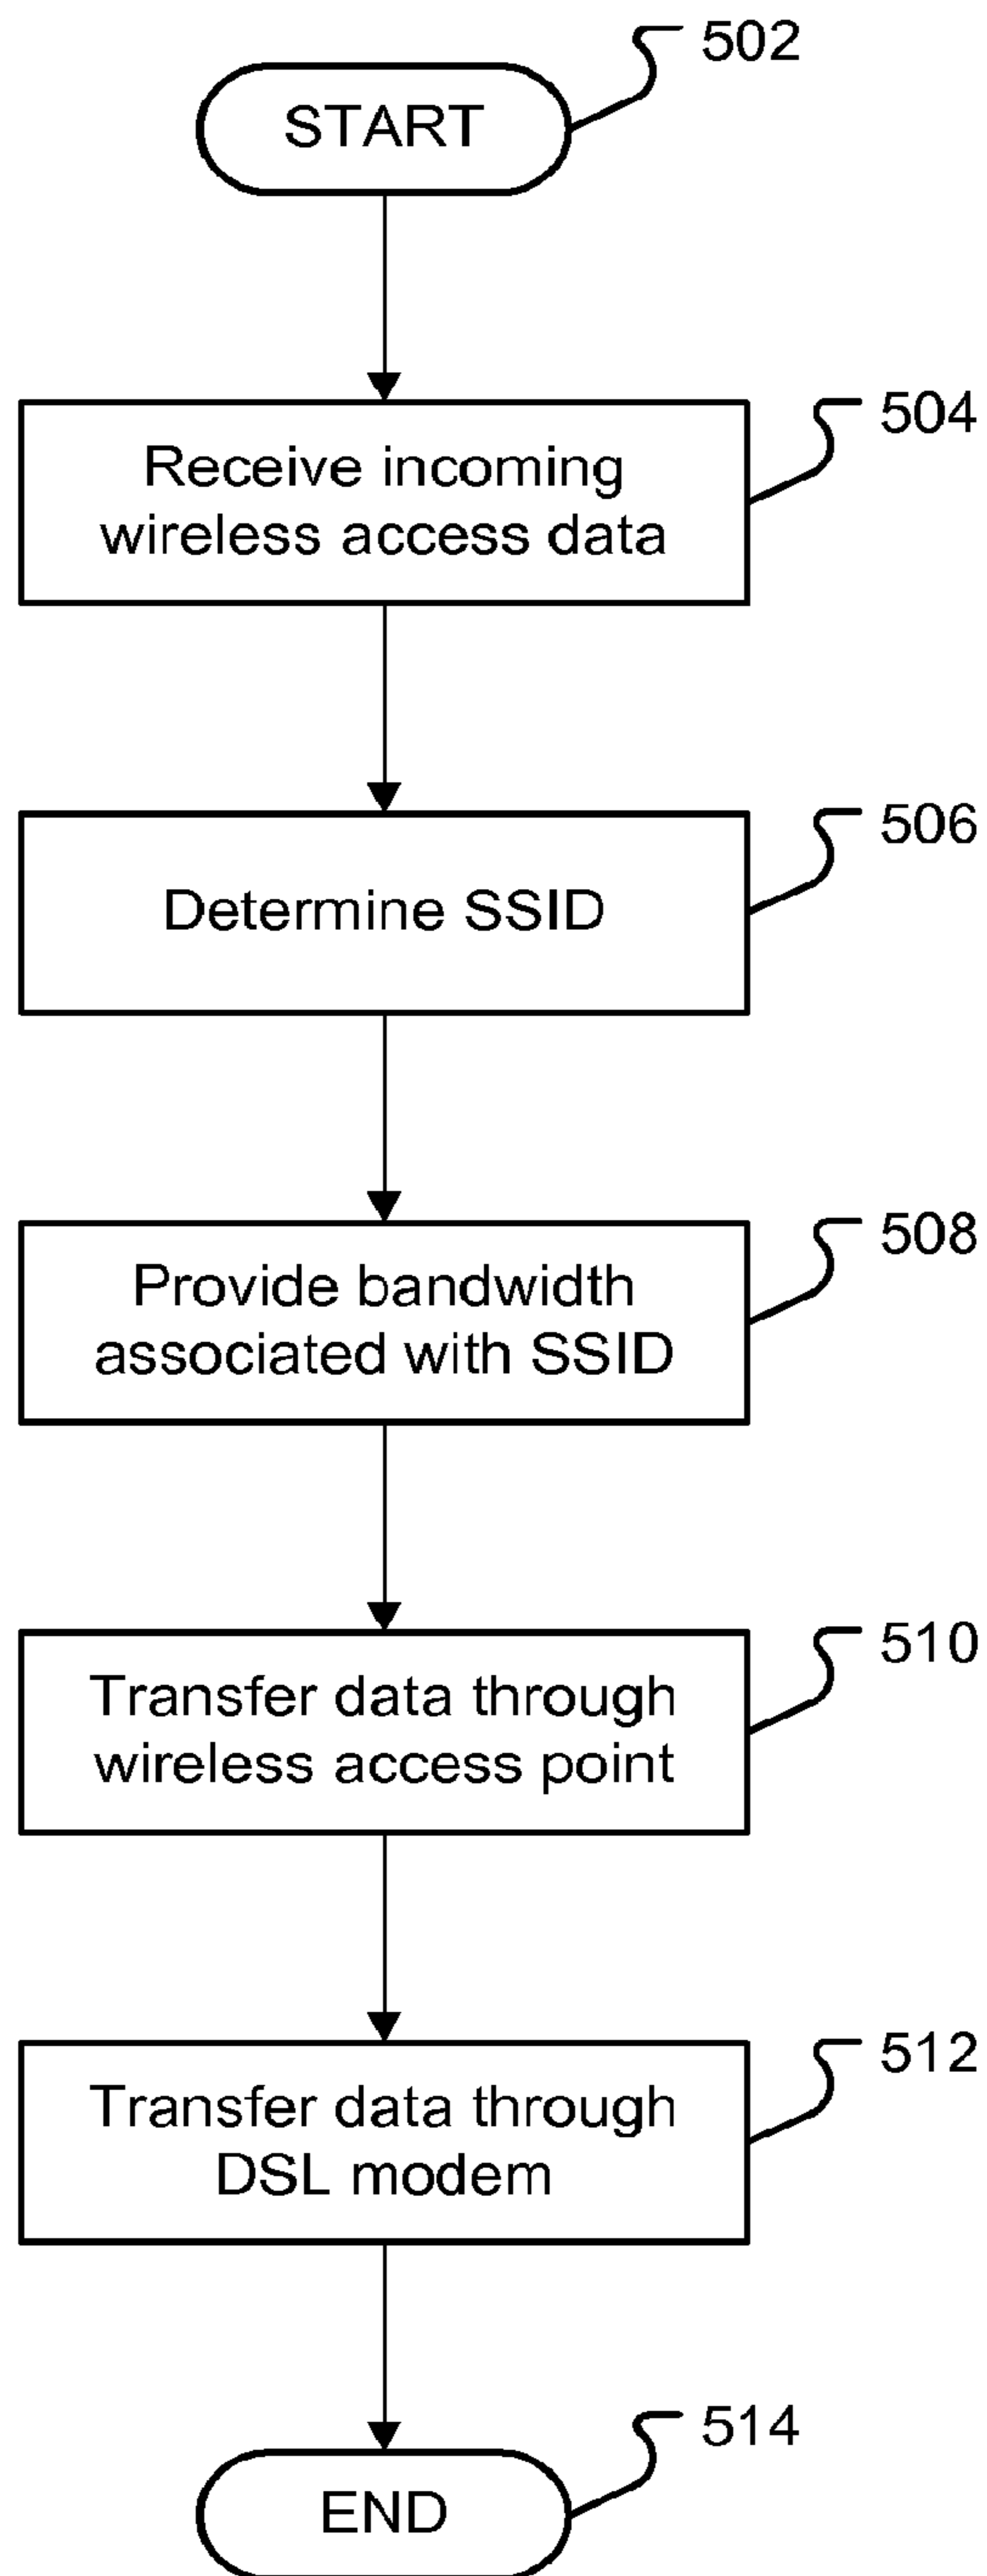 502
START
504
Receive incoming
wireless access data
506
Determine SSID
508
Provide bandwidth
associated with SSID
510
Transfer data through
wireless access point
512
Transfer data through
DSL modem
514
END